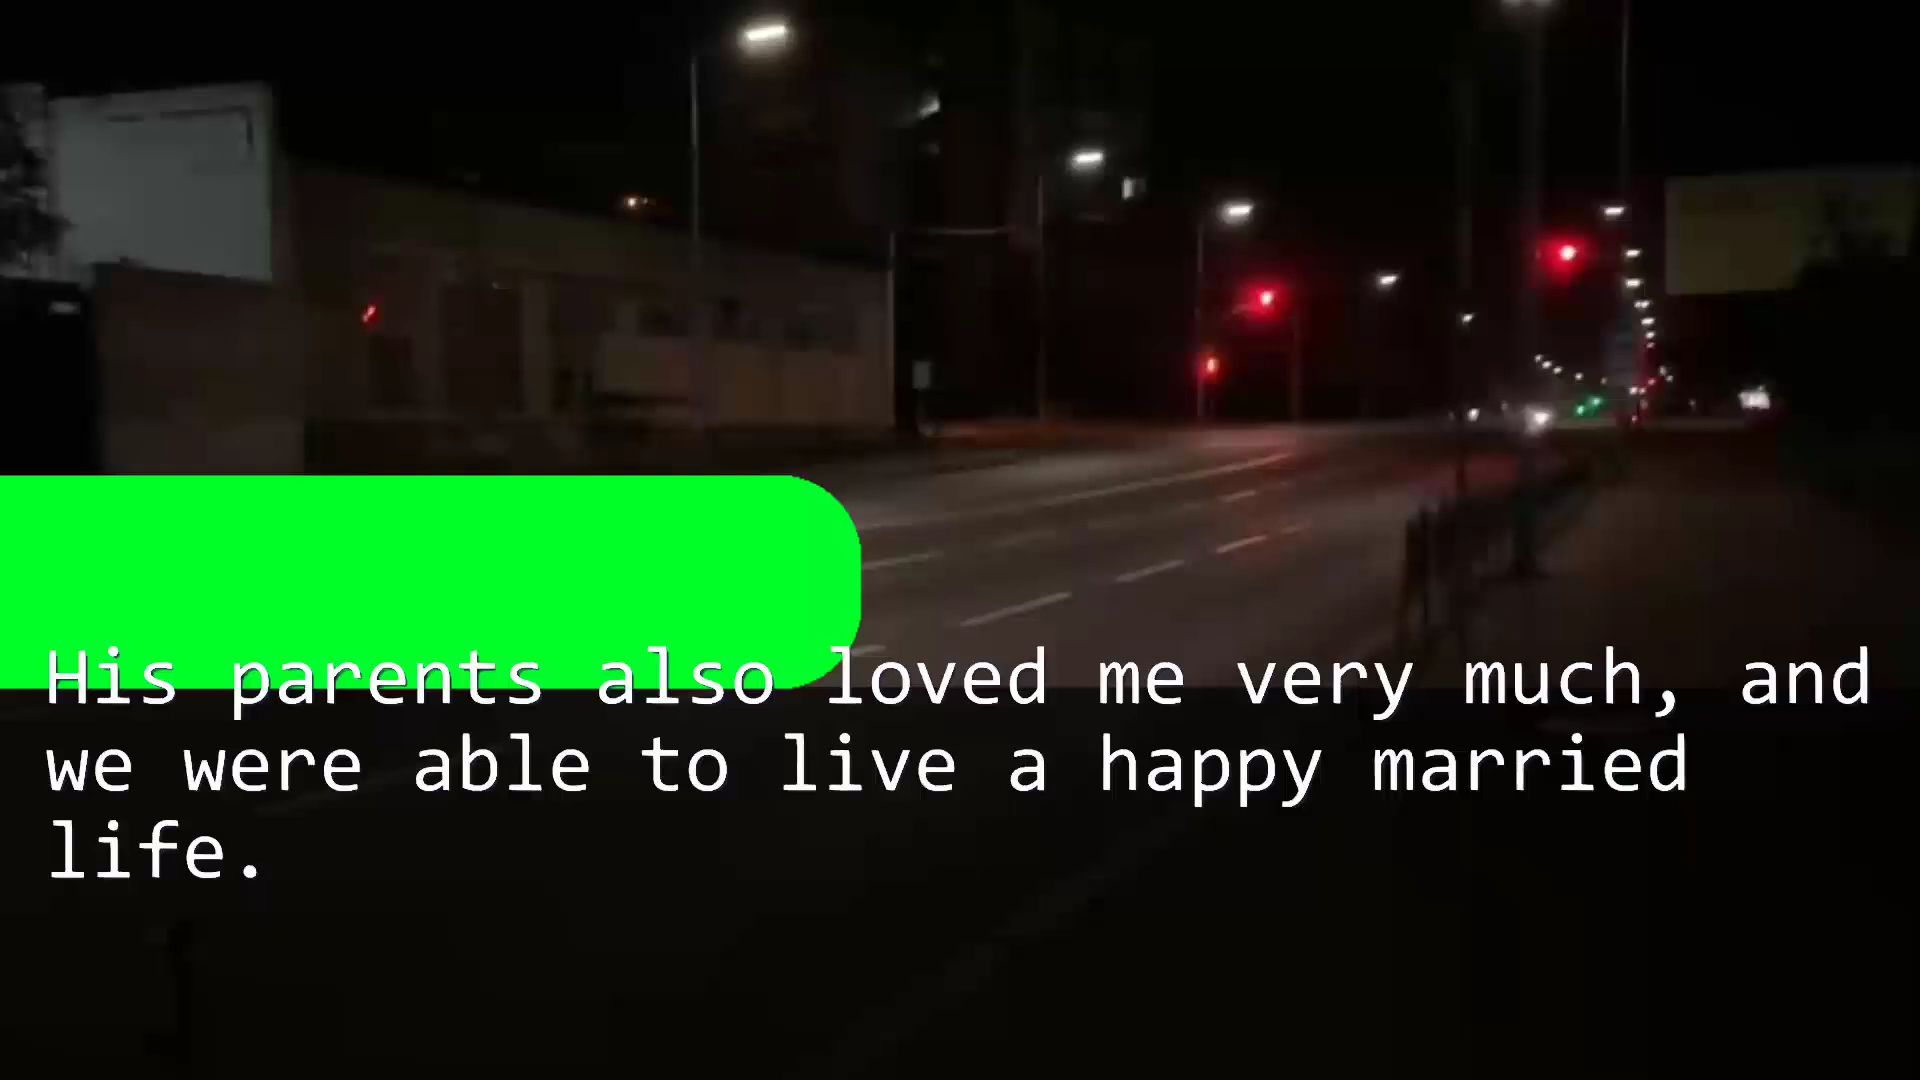 His parents also loved me very much, and
we were able to live a happy married
life.